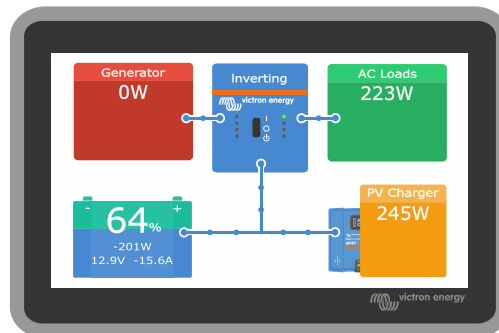 Generator
0W
Inverting
victron energy
AC Loads
223W
64%
-201W
12.9V -15.6A
PV Charger
245W
MPPT
victron energy